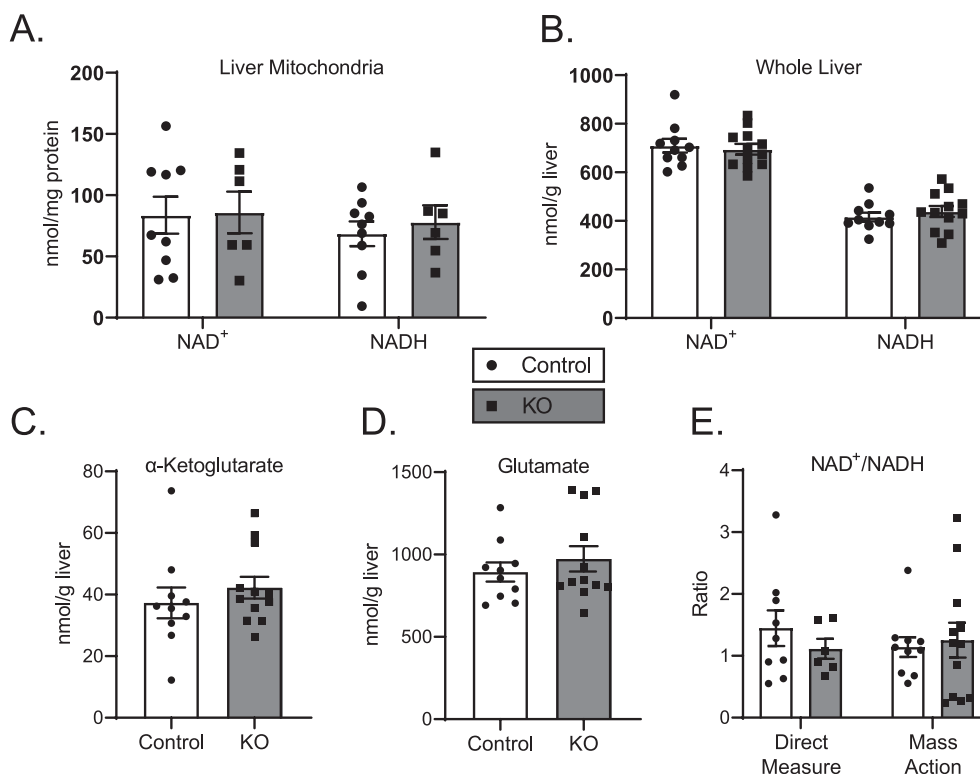 A.
Liver Mitochondria
nmol/mg protein
200
150
100
50
0
NAD+
NADH
B.
Whole Liver
nmol/g liver
1000
800
600
400
200
0
NAD+
NADH
Control
KO
C.
α-Ketoglutarate
nmol/g liver
80
60
40
20
0
Control
KO
D.
Glutamate
nmol/g liver
1500
1000
500
0
Control
KO
E.
NAD+/NADH
Ratio
4
3
2
1
0
Direct
Measure
Mass
Action